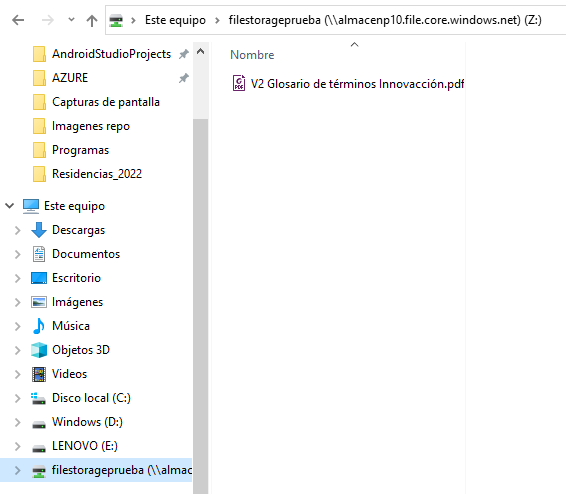 Este equipo > filestorageprueba (\\almacenp10.file.core.windows.net) (Z:)
AndroidStudioProjects
AZURE
Capturas de pantalla
Imagenes repo
Programas
Residencias_2022
Este equipo
Descargas
Documentos
Escritorio
Imágenes
Música
Objetos 3D
Videos
Disco local (C:)
Windows (D:)
LENOVO (E:)
filestorageprueba (\\almac
Nombre
V2 Glosario de términos Innovacción.pdf